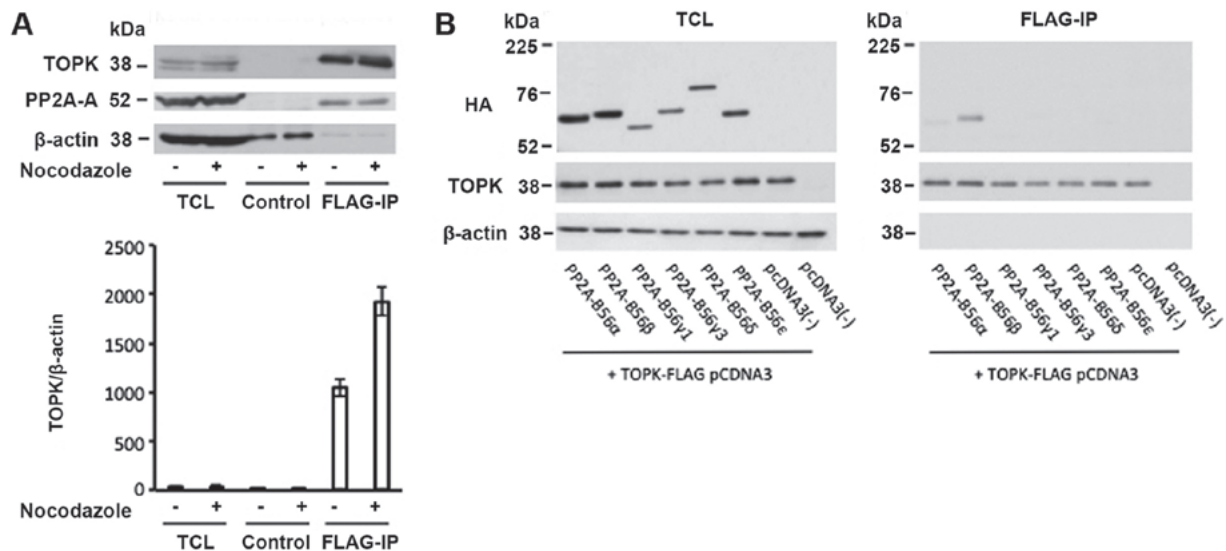 A
kDa
TOPK 38
PP2A-A 52
β-actin 38
Nocodazole - + - + - +
TCL Control FLAG-IP
TOPK/β-actin
2500
2000
1500
1000
500
0
Nocodazole - + - + - +
TCL Control FLAG-IP
B
kDa TCL
225
HA 76
52
TOPK 38
β-actin 38
PP2A-B56α
PP2A-B56β
PP2A-B56γ1
PP2A-B56γ3
PP2A-B56δ
PP2A-B56ε
pcDNA3(-)
pcDNA3(-)
+ TOPK-FLAG pCDNA3
kDa FLAG-IP
225
76
52
38
38
PP2A-B56α
PP2A-B56β
PP2A-B56γ1
PP2A-B56γ3
PP2A-B56δ
PP2A-B56ε
pcDNA3(-)
pcDNA3(-)
+ TOPK-FLAG pCDNA3